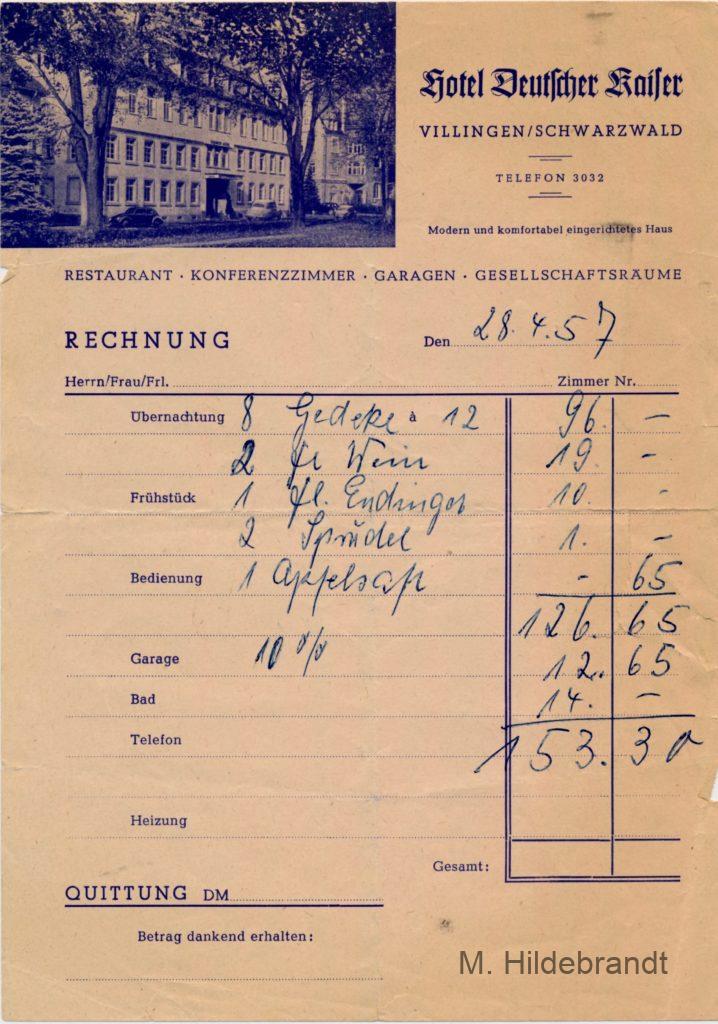 Hotel Deutscher Kaiser
VILLINGEN/SCHWARZWALD
TELEFON 3032
Modern und komfortabel eingerichtetes Haus
RESTAURANT · KONFERENZZIMMER · GARAGEN · GESELLSCHAFTSRÄUME
RECHNUNG Den 28.4.57
Herrn/Frau/Frl. Zimmer Nr.
Übernachtung 8 Gedeke à 12 96. –
2 fl Wein 19. –
Frühstück 1 fl. Endinger 10. –
2 Sprudel 1. –
Bedienung 1 Apfelsaft – 65
126. 65
Garage 10 % 12. 65
Bad 14. –
Telefon 153. 30
Heizung
Gesamt:
QUITTUNG DM
Betrag dankend erhalten:
M. Hildebrandt